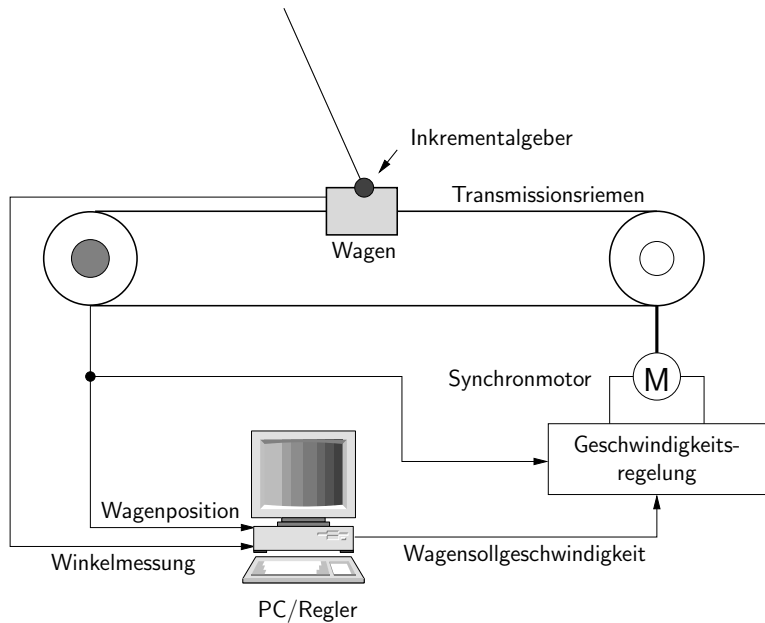 Inkrementalgeber
Transmissionsriemen
Wagen
Synchronmotor
M
Geschwindigkeits-
regelung
Wagenposition
Wagensollgeschwindigkeit
Winkelmessung
PC/Regler